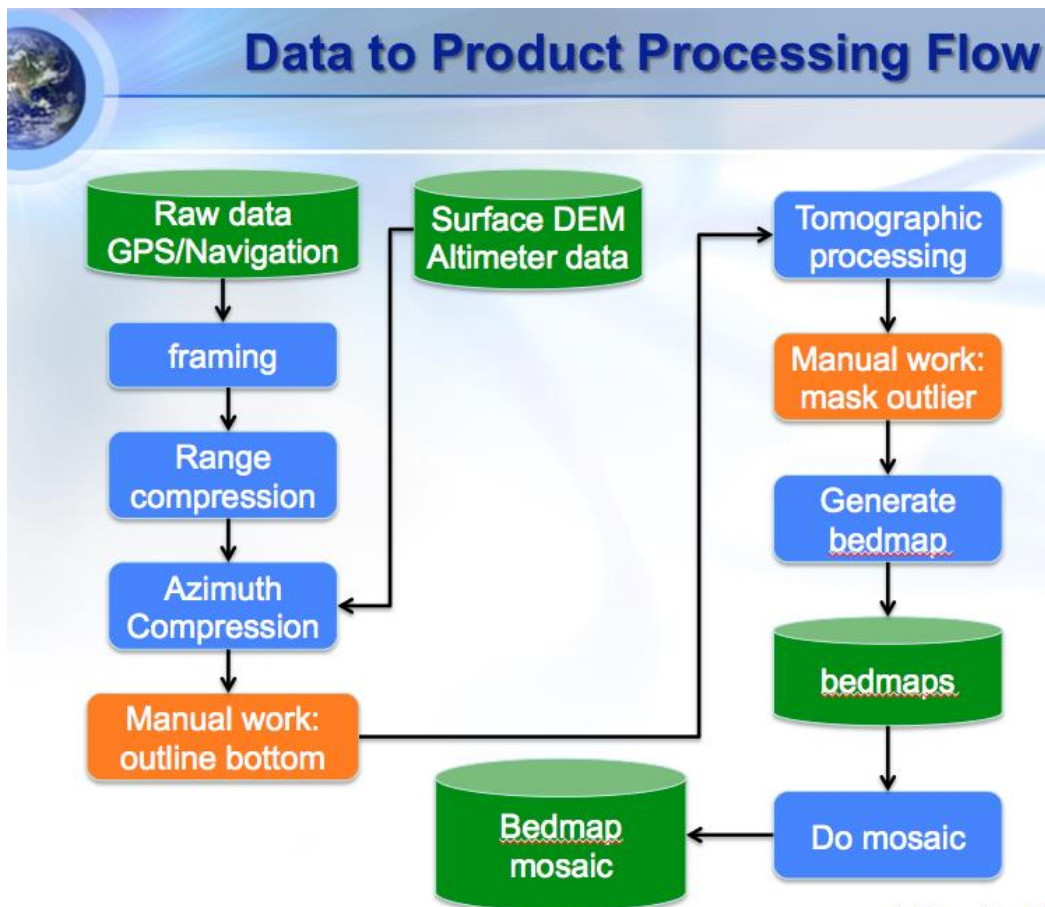 Data to Product Processing Flow
Raw data
GPS/Navigation
Surface DEM
Altimeter data
framing
Range
compression
Azimuth
Compression
Manual work:
outline bottom
Tomographic
processing
Manual work:
mask outlier
Generate
bedmap
bedmaps
Do mosaic
Bedmap
mosaic